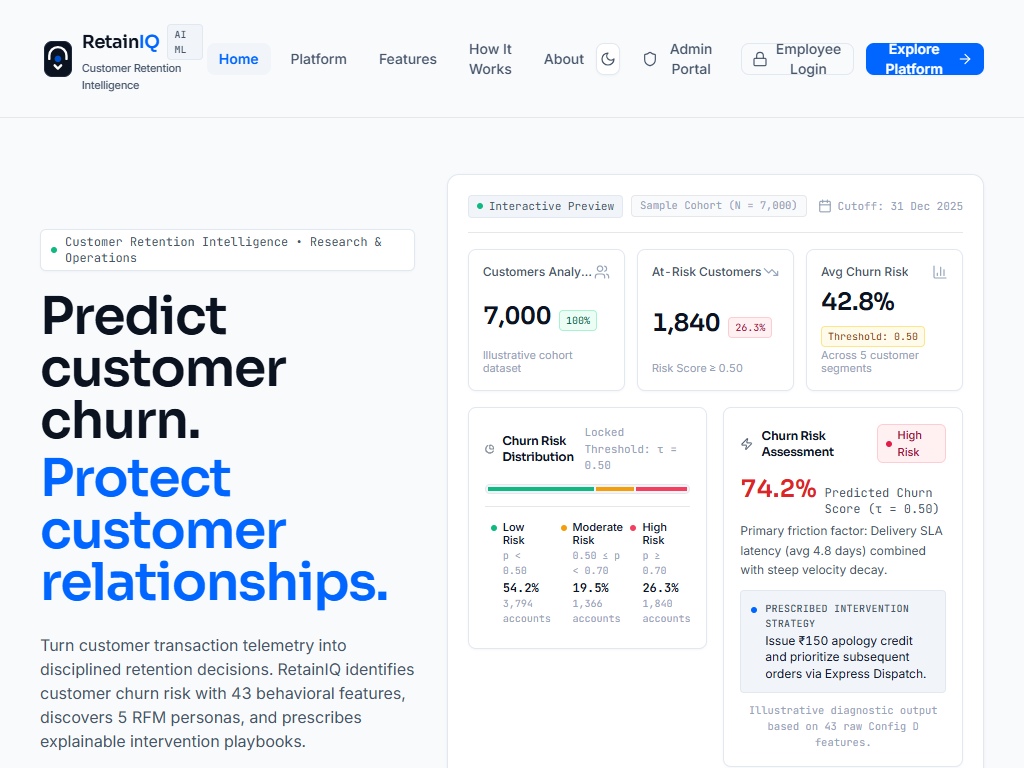 RetainIQ
AI
ML
Customer Retention
Intelligence
Home
Platform
Features
How It
Works
About
Admin
Portal
Employee
Login
Explore
Platform
Customer Retention Intelligence • Research &
Operations
Predict
customer
churn.
Protect
customer
relationships.
Turn customer transaction telemetry into
disciplined retention decisions. RetainIQ identifies
customer churn risk with 43 behavioral features,
discovers 5 RFM personas, and prescribes
explainable intervention playbooks.
Interactive Preview
Sample Cohort (N = 7,000)
Cutoff: 31 Dec 2025
Customers Analy...
7,000 100%
Illustrative cohort
dataset
At-Risk Customers
1,840 26.3%
Risk Score ≥ 0.50
Avg Churn Risk
42.8%
Threshold: 0.50
Across 5 customer
segments
Churn Risk
Distribution
Locked
Threshold: τ =
0.50
Low
Risk
p <
0.50
54.2%
3,794
accounts
Moderate
Risk
0.50 ≤ p
< 0.70
19.5%
1,366
accounts
High
Risk
p ≥
0.70
26.3%
1,840
accounts
Churn Risk
Assessment
High
Risk
74.2% Predicted Churn
Score (τ = 0.50)
Primary friction factor: Delivery SLA
latency (avg 4.8 days) combined
with steep velocity decay.
PRESCRIBED INTERVENTION
STRATEGY
Issue ₹150 apology credit
and prioritize subsequent
orders via Express Dispatch.
Illustrative diagnostic output
based on 43 raw Config D
features.